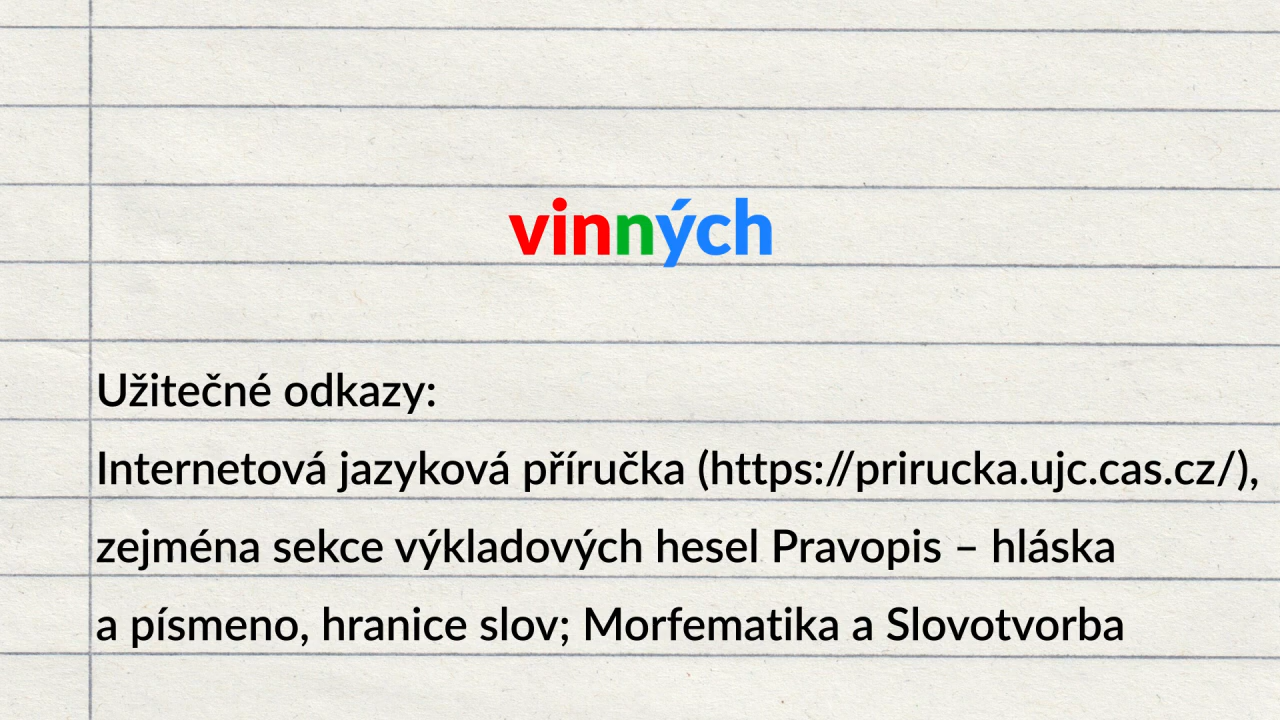 vinných
Užitečné odkazy:
Internetová jazyková příručka (https://prirucka.ujc.cas.cz/),
zejména sekce výkladových hesel Pravopis – hláska
a písmeno, hranice slov; Morfematika a Slovotvorba